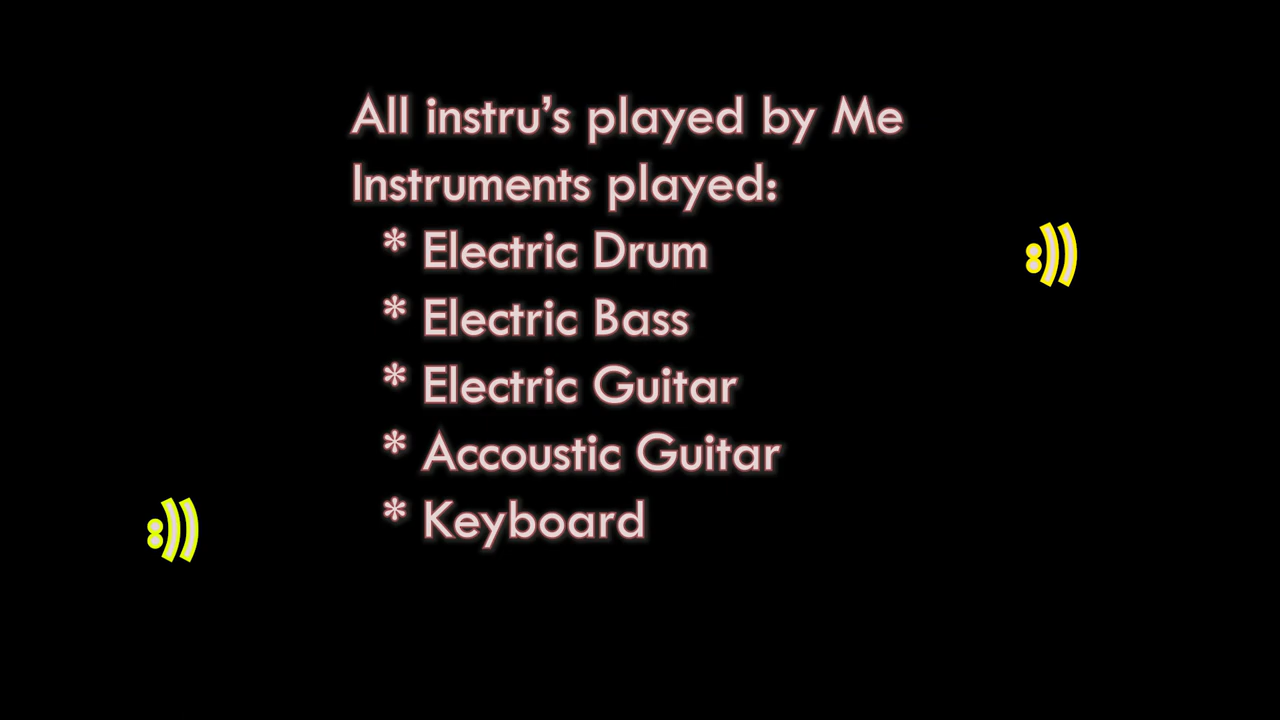 All instru’s played by Me
Instruments played:
* Electric Drum
:))
* Electric Bass
* Electric Guitar
* Accoustic Guitar
* Keyboard
:))